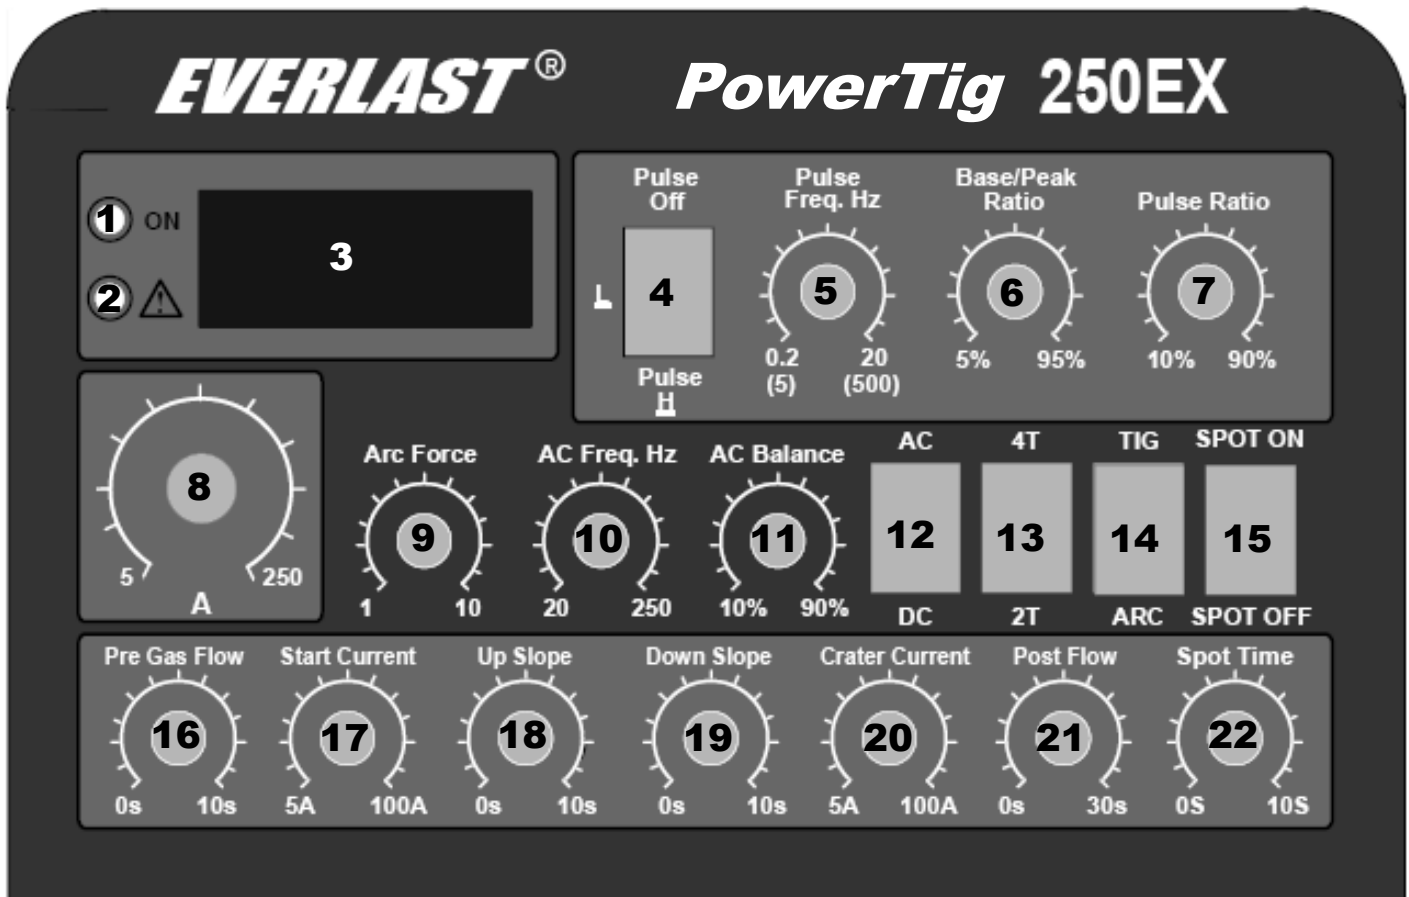 EVERLAST ® PowerTig 250EX
1 ON
2
3
Pulse Off
4
L
Pulse
H
Pulse Freq. Hz
5
0.2 20
(5) (500)
Base/Peak Ratio
6
5% 95%
Pulse Ratio
7
10% 90%
8
5 250
A
Arc Force
9
1 10
AC Freq. Hz
10
20 250
AC Balance
11
10% 90%
AC
12
DC
4T
13
2T
TIG
14
ARC
SPOT ON
15
SPOT OFF
Pre Gas Flow
16
0s 10s
Start Current
17
5A 100A
Up Slope
18
0s 10s
Down Slope
19
0s 10s
Crater Current
20
5A 100A
Post Flow
21
0s 30s
Spot Time
22
0S 10S